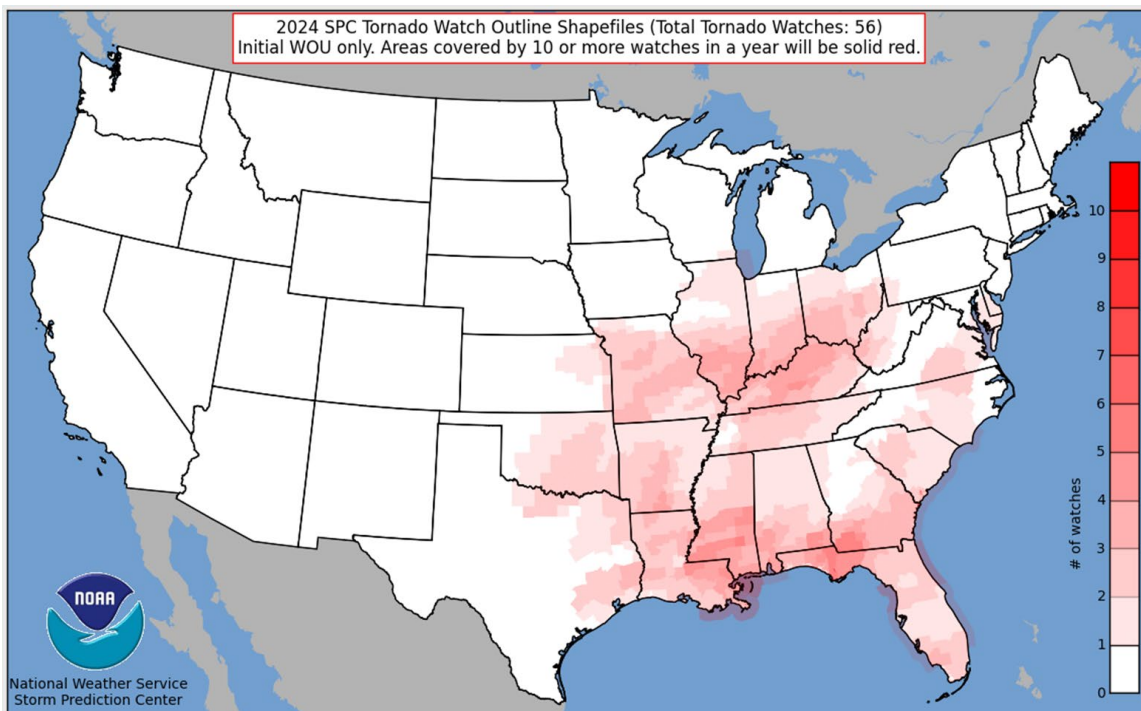 2024 SPC Tornado Watch Outline Shapefiles (Total Tornado Watches: 56)
Initial WOU only. Areas covered by 10 or more watches in a year will be solid red.
10
9
8
7
6
5
4
3
2
1
0
# of watches
NOAA
National Weather Service
Storm Prediction Center